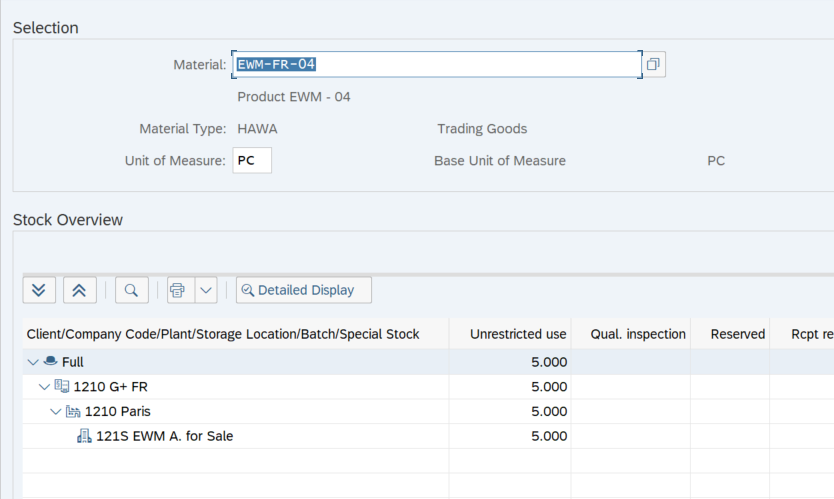 Selection
Material: EWM-FR-04
Product EWM - 04
Material Type: HAWA Trading Goods
Unit of Measure: PC Base Unit of Measure PC
Stock Overview
Detailed Display
Client/Company Code/Plant/Storage Location/Batch/Special Stock Unrestricted use Qual. inspection Reserved Rcpt re
Full 5.000
1210 G+ FR 5.000
1210 Paris 5.000
121S EWM A. for Sale 5.000